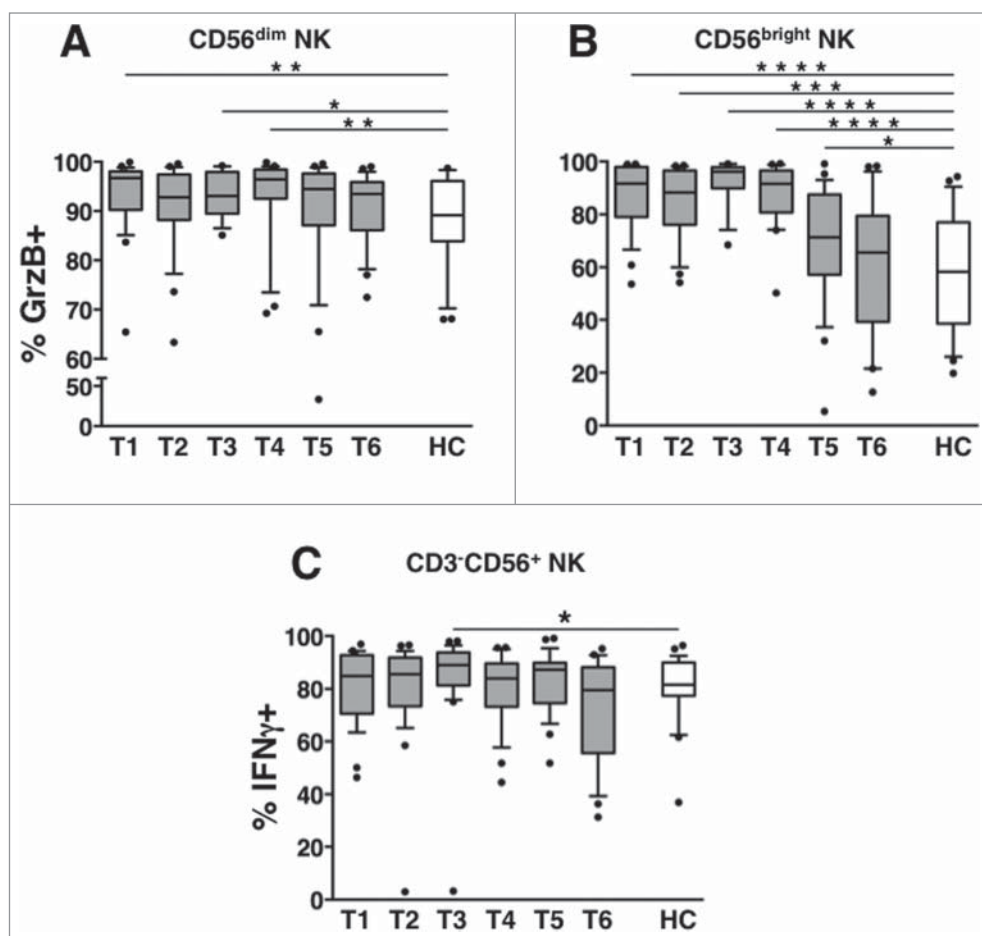 A
CD56dim NK
* *
*
* *
% GrzB+
100
90
80
70
60
50
0
T1 T2 T3 T4 T5 T6 HC
B
CD56bright NK
* * * *
* * *
* * * *
* * * *
*
100
80
60
40
20
0
T1 T2 T3 T4 T5 T6 HC
C
CD3-CD56+ NK
*
% IFNγ+
100
80
60
40
20
0
T1 T2 T3 T4 T5 T6 HC